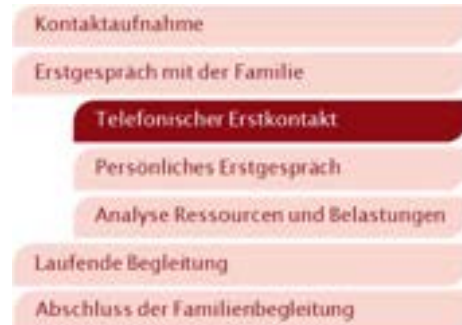 Kontaktaufnahme
Erstgespräch mit der Familie
Telefonischer Erstkontakt
Persönliches Erstgespräch
Analyse Ressourcen und Belastungen
Laufende Begleitung
Abschluss der Familienbegleitung